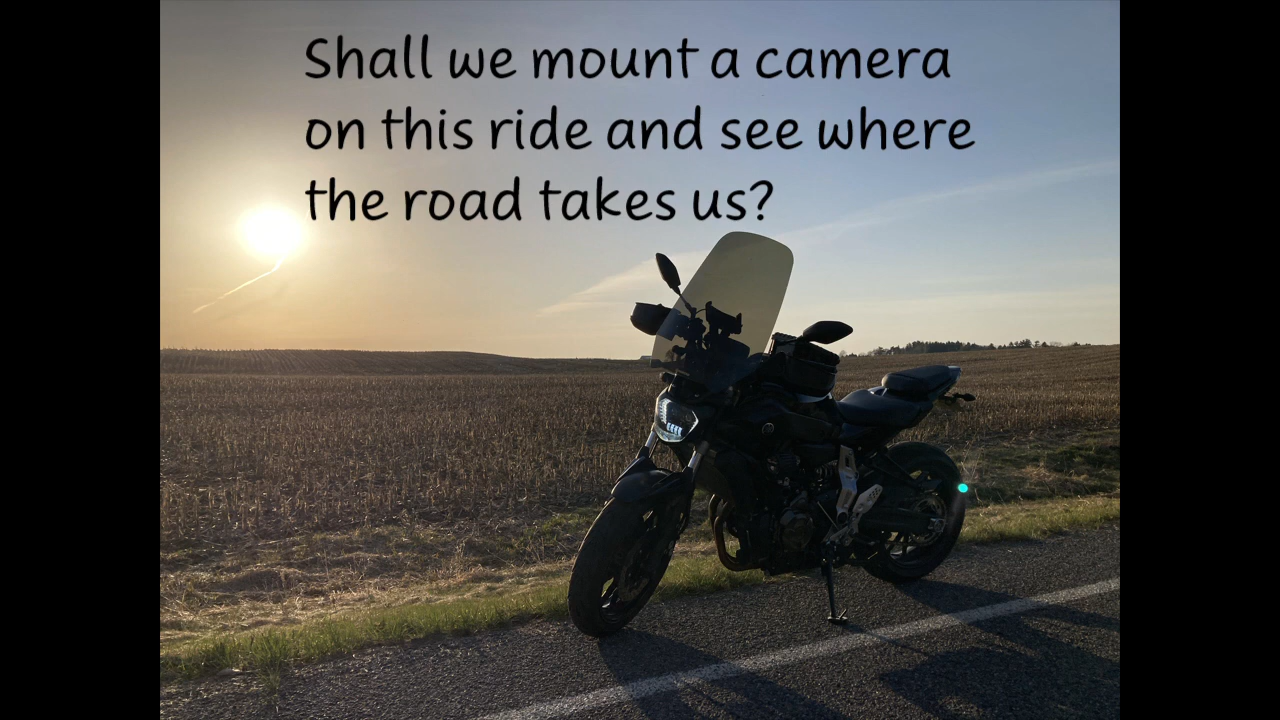 Shall we mount a camera
on this ride and see where
the road takes us?